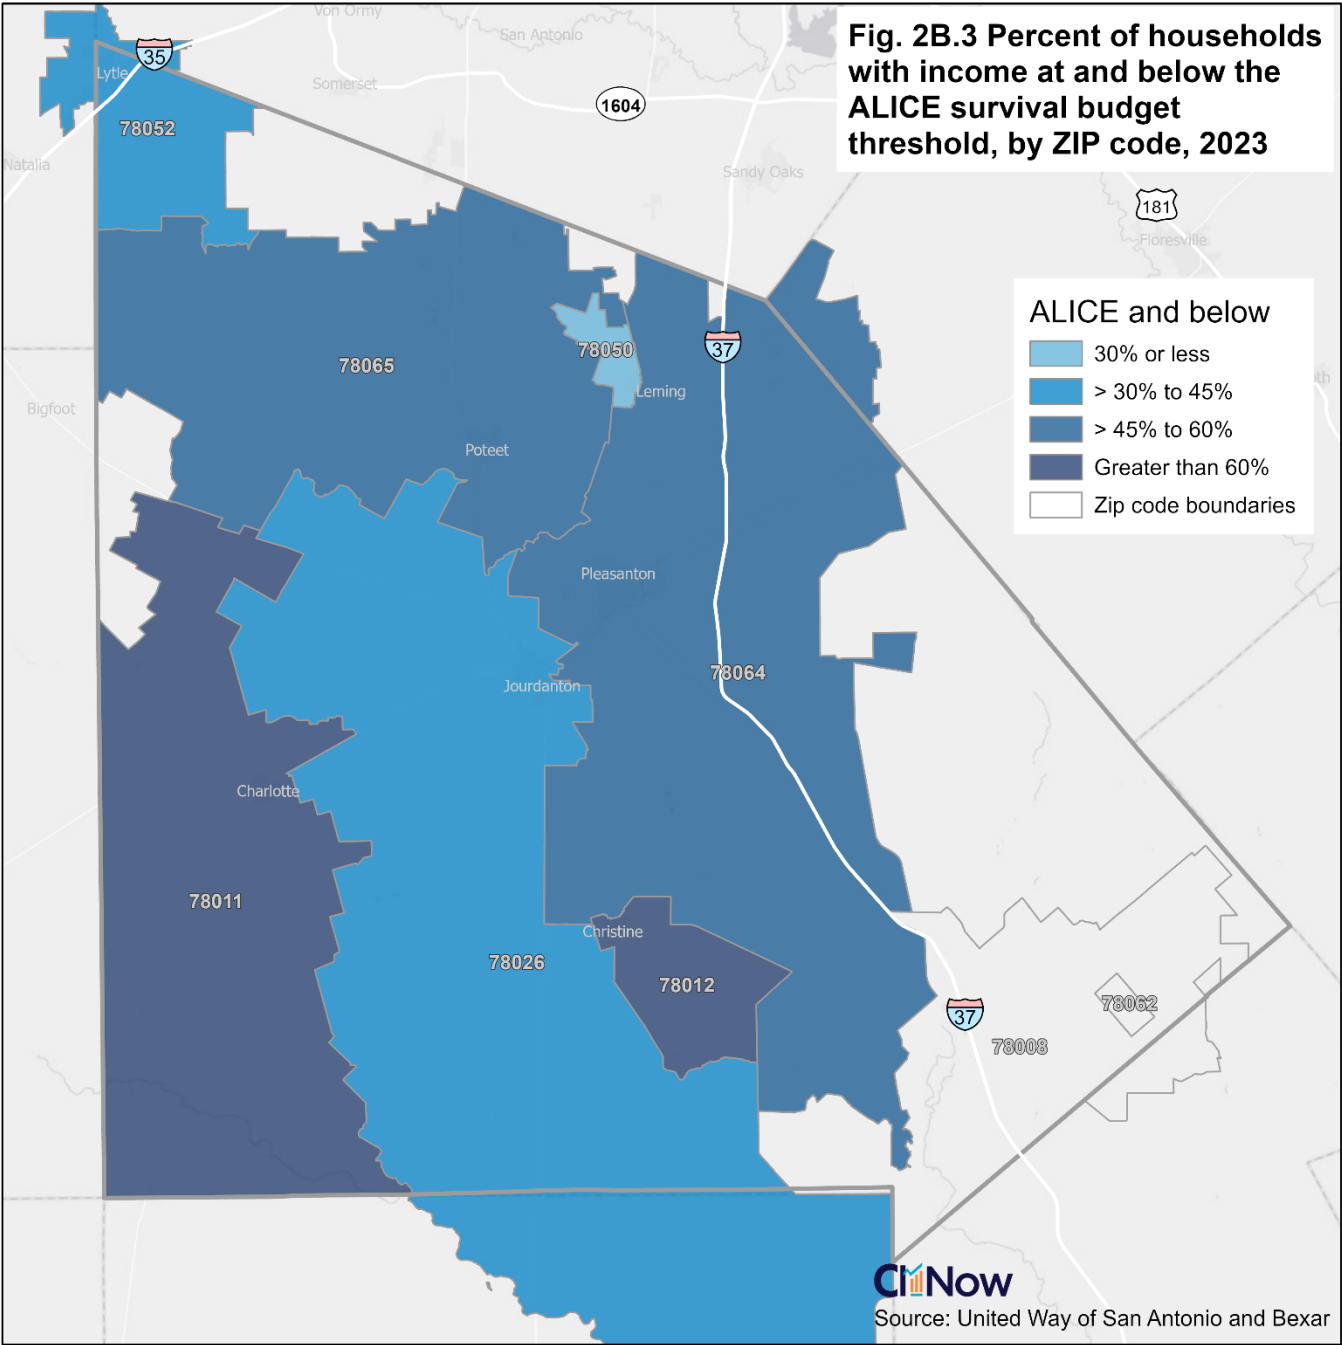 Von Ormy
San Antonio
Fig. 2B.3 Percent of households
with income at and below the
ALICE survival budget
threshold, by ZIP code, 2023
35
Lytle
Somerset
1604
78052
Natalia
Sandy Oaks
181
Floresville
ALICE and below
30% or less
> 30% to 45%
> 45% to 60%
Greater than 60%
Zip code boundaries
37
78050
78065
Leming
Bigfoot
Poteet
Pleasanton
78064
Jourdanton
Charlotte
78011
Christine
78026
78012
78062
37
78008
CI Now
Source: United Way of San Antonio and Bexar